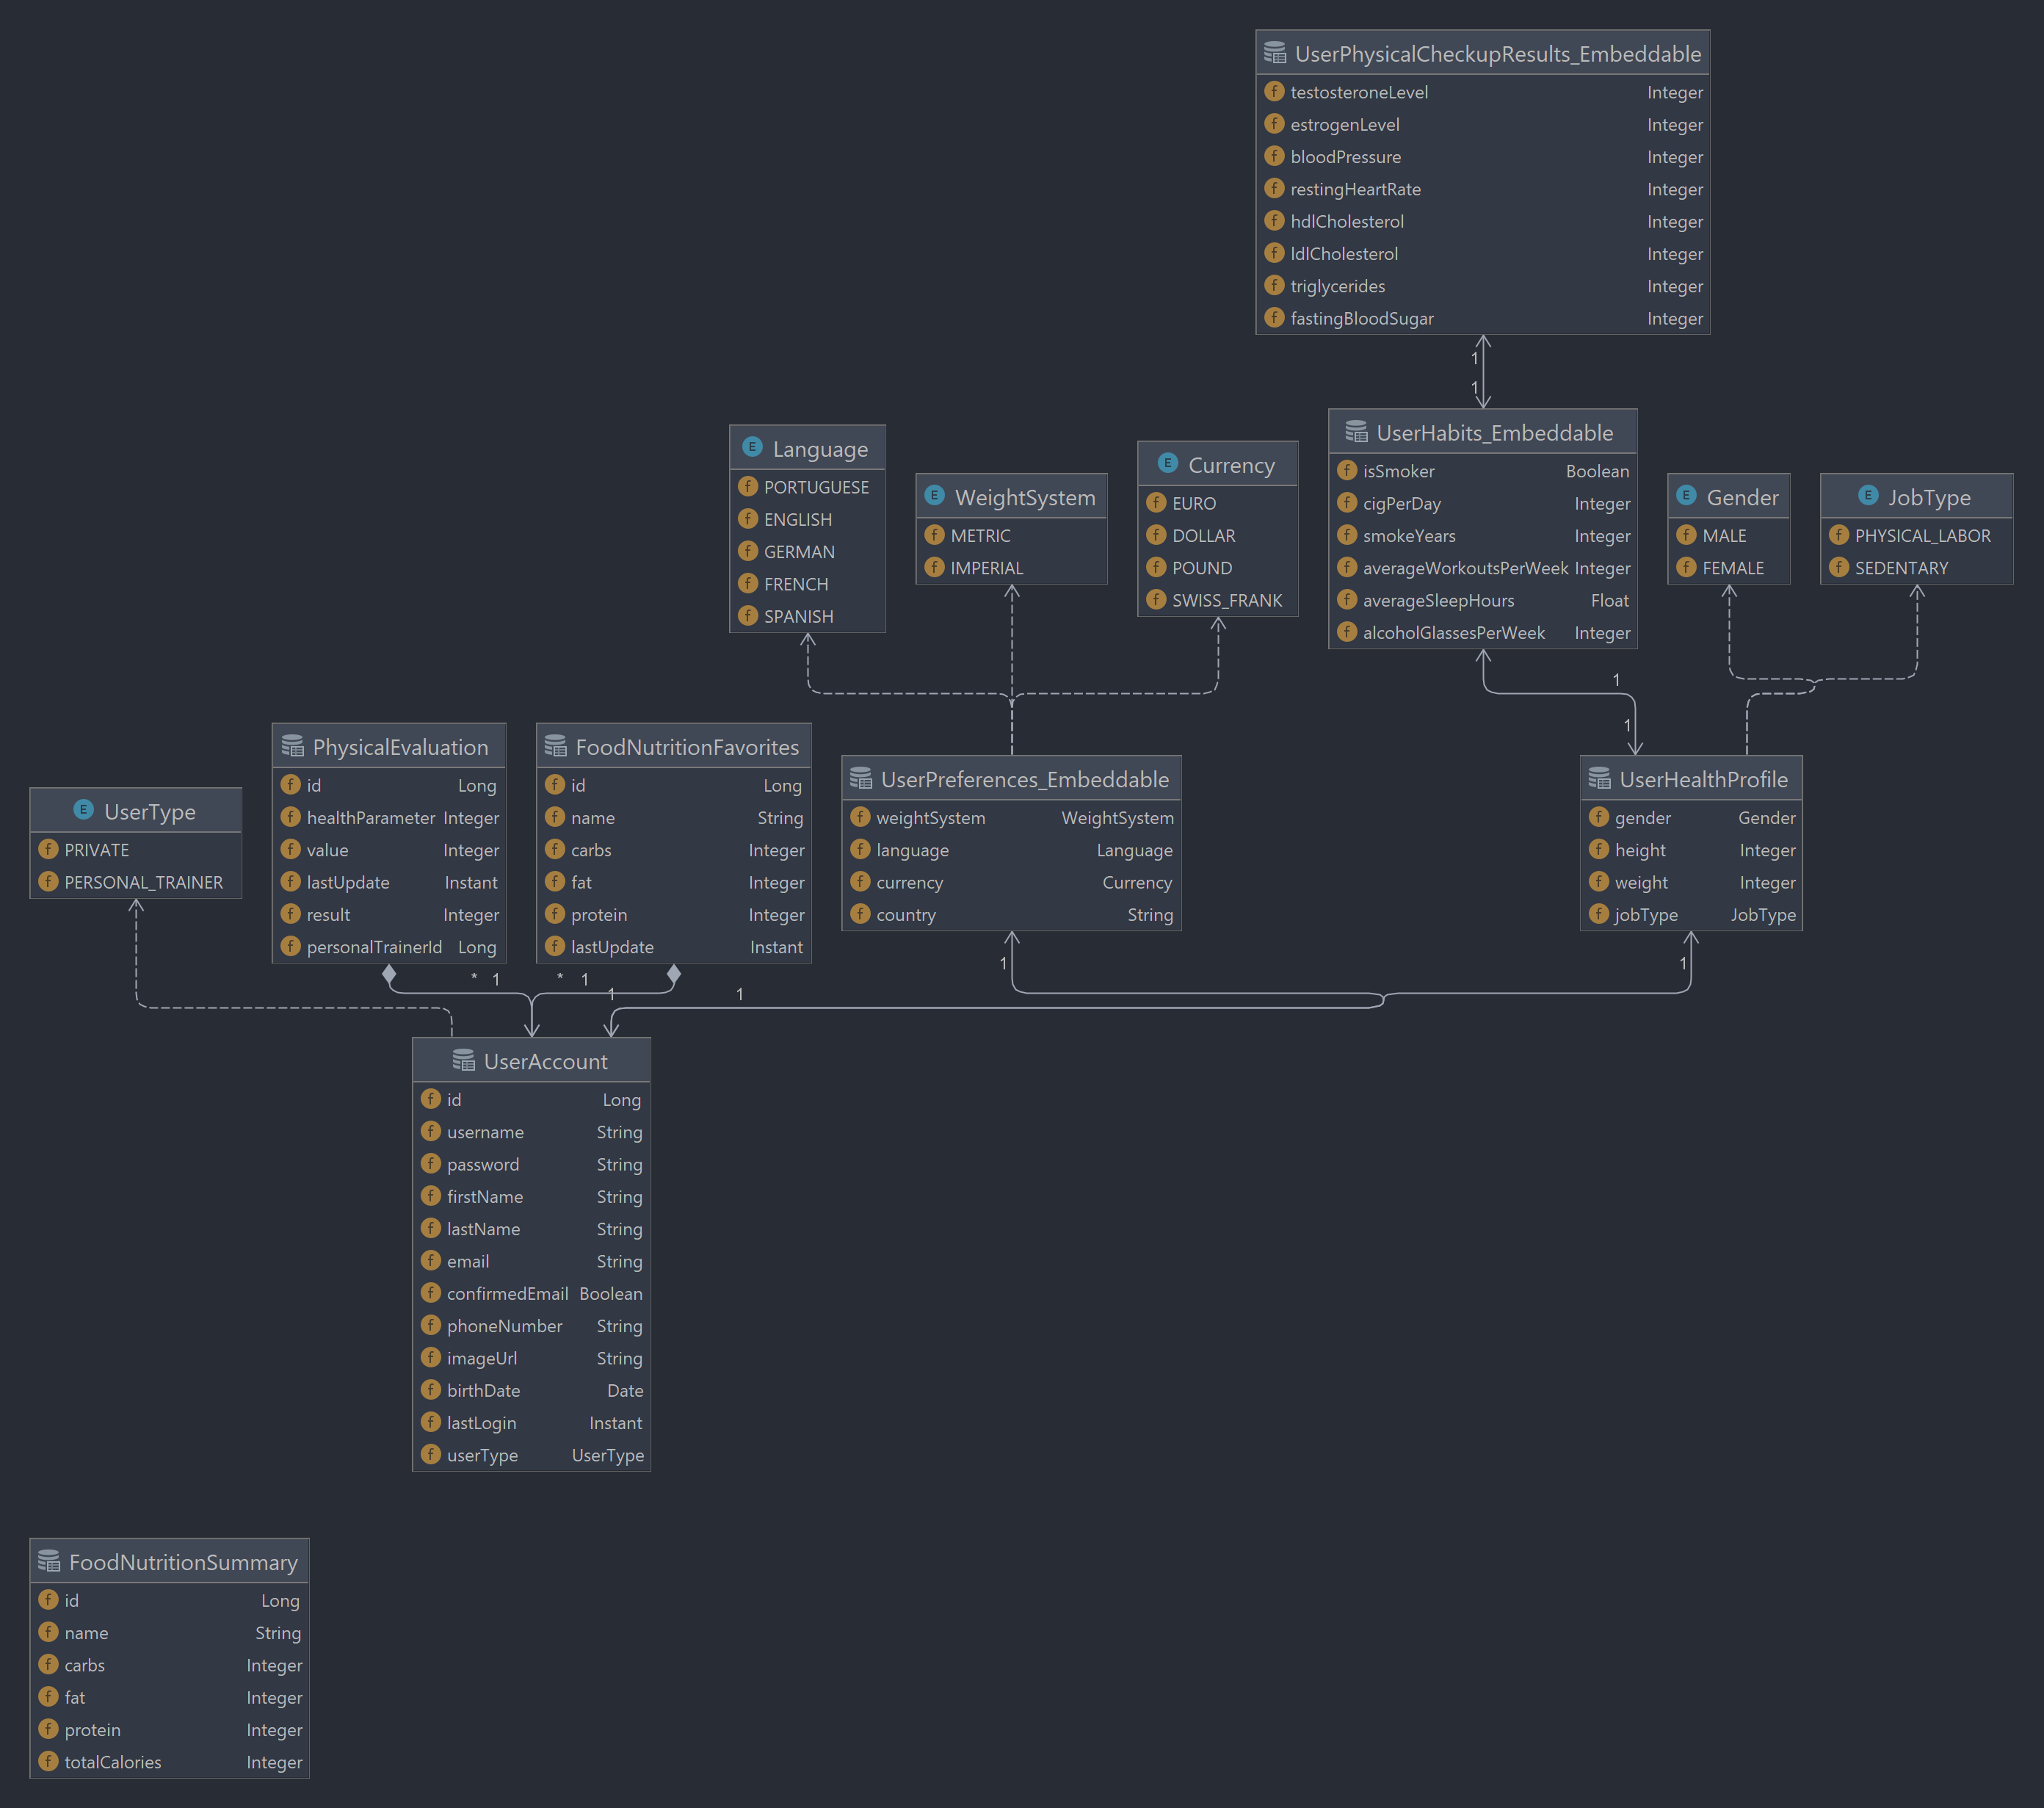 UserPhysicalCheckupResults_Embeddable
testosteroneLevel Integer
estrogenLevel Integer
bloodPressure Integer
restingHeartRate Integer
hdlCholesterol Integer
ldlCholesterol Integer
triglycerides Integer
fastingBloodSugar Integer
1
1
UserHabits_Embeddable
isSmoker Boolean
cigPerDay Integer
smokeYears Integer
averageWorkoutsPerWeek Integer
averageSleepHours Float
alcoholGlassesPerWeek Integer
Language
PORTUGUESE
ENGLISH
GERMAN
FRENCH
SPANISH
WeightSystem
METRIC
IMPERIAL
Currency
EURO
DOLLAR
POUND
SWISS_FRANK
Gender
MALE
FEMALE
JobType
PHYSICAL_LABOR
SEDENTARY
1
1
UserType
PRIVATE
PERSONAL_TRAINER
PhysicalEvaluation
id Long
healthParameter Integer
value Integer
lastUpdate Instant
result Integer
personalTrainerId Long
FoodNutritionFavorites
id Long
name String
carbs Integer
fat Integer
protein Integer
lastUpdate Instant
UserPreferences_Embeddable
weightSystem WeightSystem
language Language
currency Currency
country String
UserHealthProfile
gender Gender
height Integer
weight Integer
jobType JobType
1
1
* 1
* 1
1
1
UserAccount
id Long
username String
password String
firstName String
lastName String
email String
confirmedEmail Boolean
phoneNumber String
imageUrl String
birthDate Date
lastLogin Instant
userType UserType
FoodNutritionSummary
id Long
name String
carbs Integer
fat Integer
protein Integer
totalCalories Integer